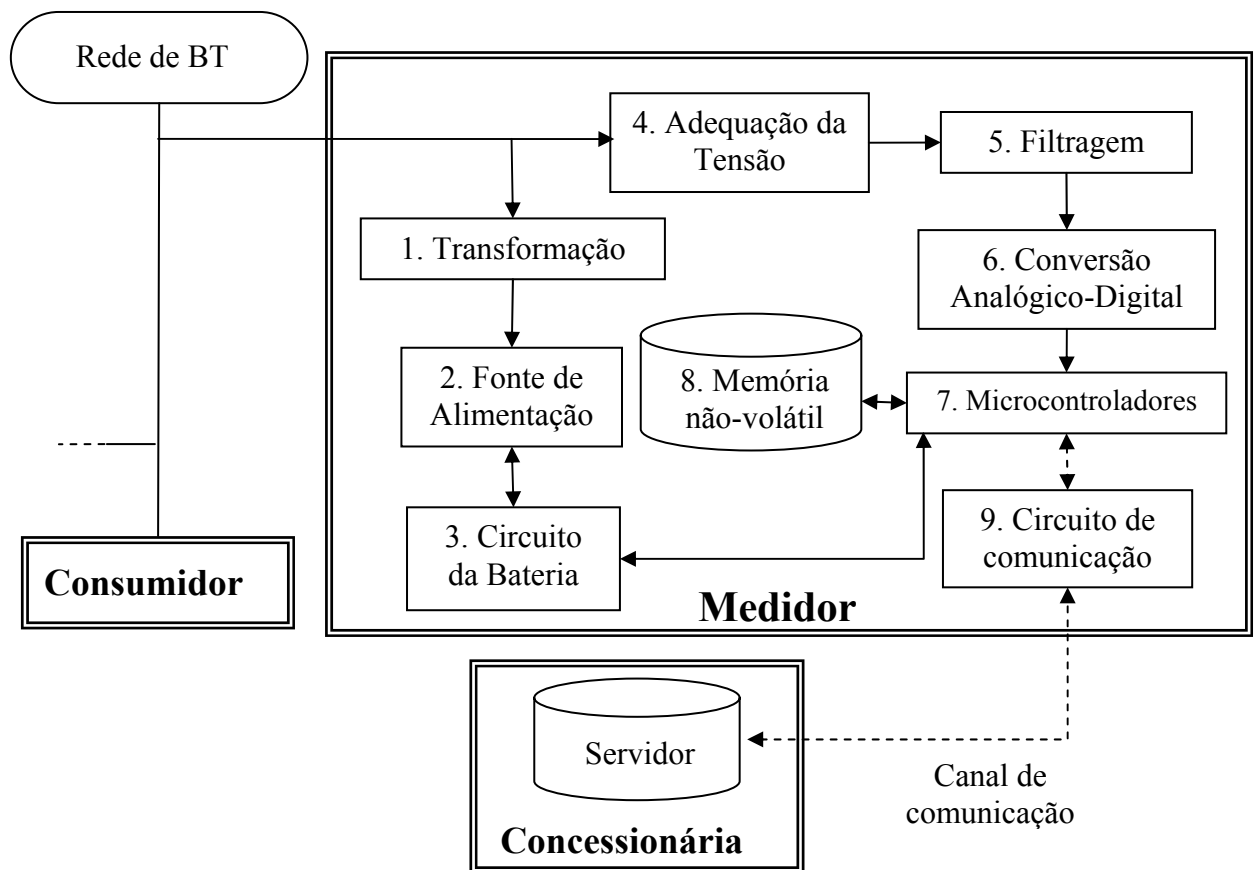 Rede de BT
4. Adequação da
Tensão
5. Filtragem
1. Transformação
6. Conversão
Analógico-Digital
2. Fonte de
Alimentação
8. Memória
não-volátil
7. Microcontroladores
3. Circuito
da Bateria
9. Circuito de
comunicação
Consumidor
Medidor
Servidor
Canal de
comunicação
Concessionária